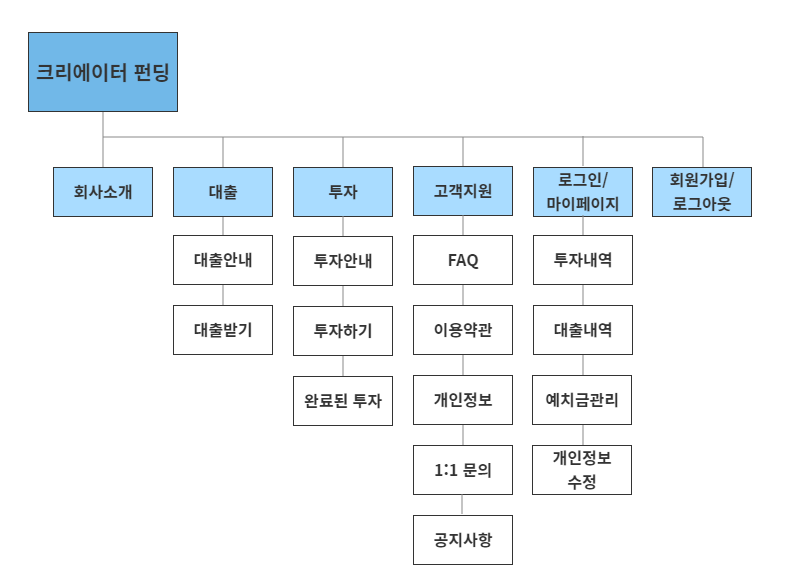 크리에이터 펀딩
회사소개
대출
투자
고객지원
로그인/
마이페이지
회원가입/
로그아웃
대출안내
투자안내
FAQ
투자내역
대출받기
투자하기
이용약관
대출내역
완료된 투자
개인정보
예치금관리
1:1 문의
개인정보
수정
공지사항